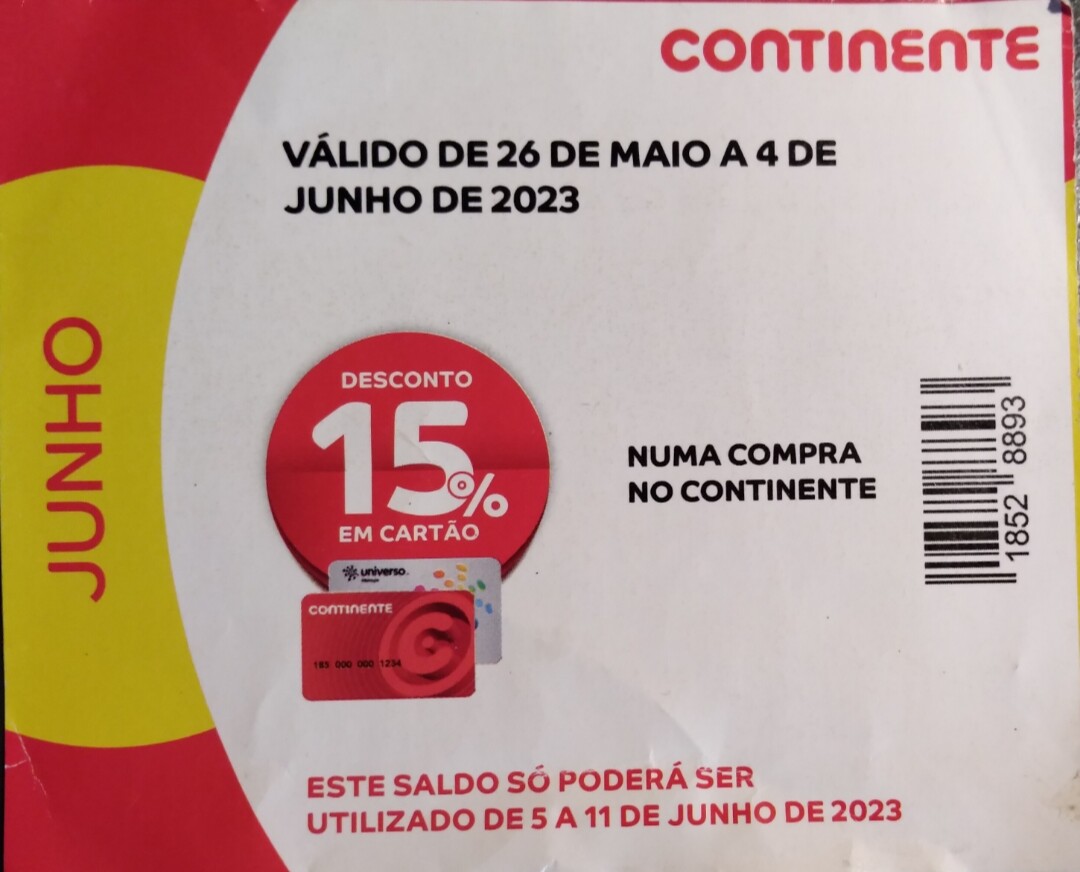 CONTINENTE
VÁLIDO DE 26 DE MAIO A 4 DE
JUNHO DE 2023
JUNHO
DESCONTO
15%
EM CARTÃO
NUMA COMPRA
NO CONTINENTE
1852 8893
universo
CONTINENTE
185 000 000 1234
ESTE SALDO SÓ PODERÁ SER
UTILIZADO DE 5 A 11 DE JUNHO DE 2023